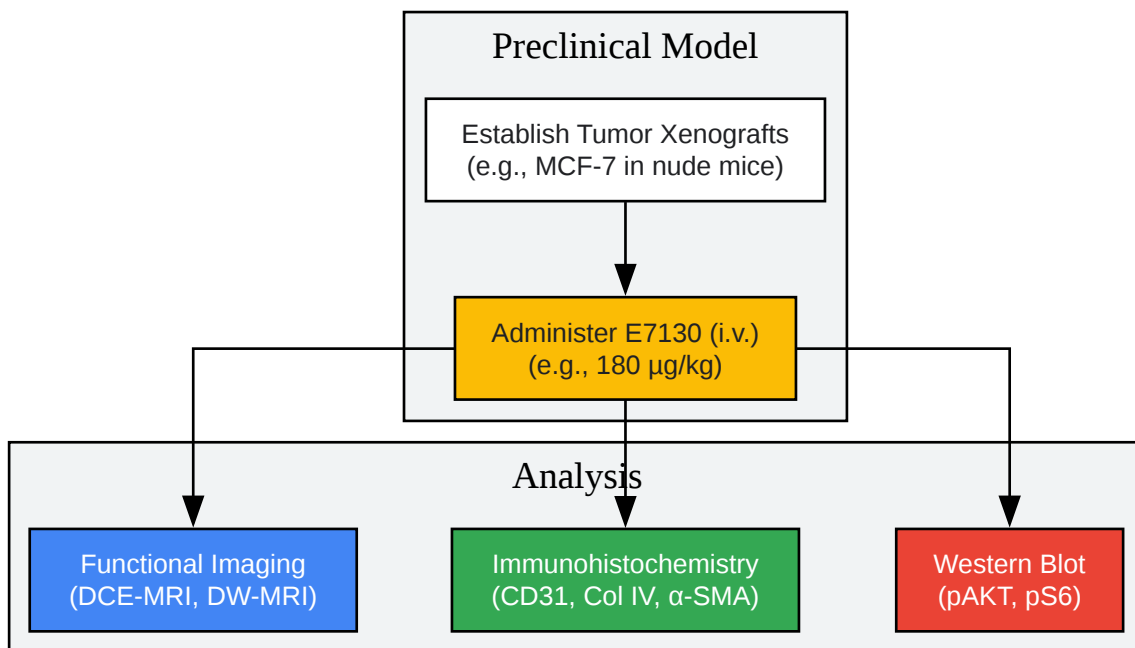 Preclinical Model
Establish Tumor Xenografts
(e.g., MCF-7 in nude mice)
Administer E7130 (i.v.)
(e.g., 180 µg/kg)
Analysis
Functional Imaging
(DCE-MRI, DW-MRI)
Immunohistochemistry
(CD31, Col IV, α-SMA)
Western Blot
(pAKT, pS6)